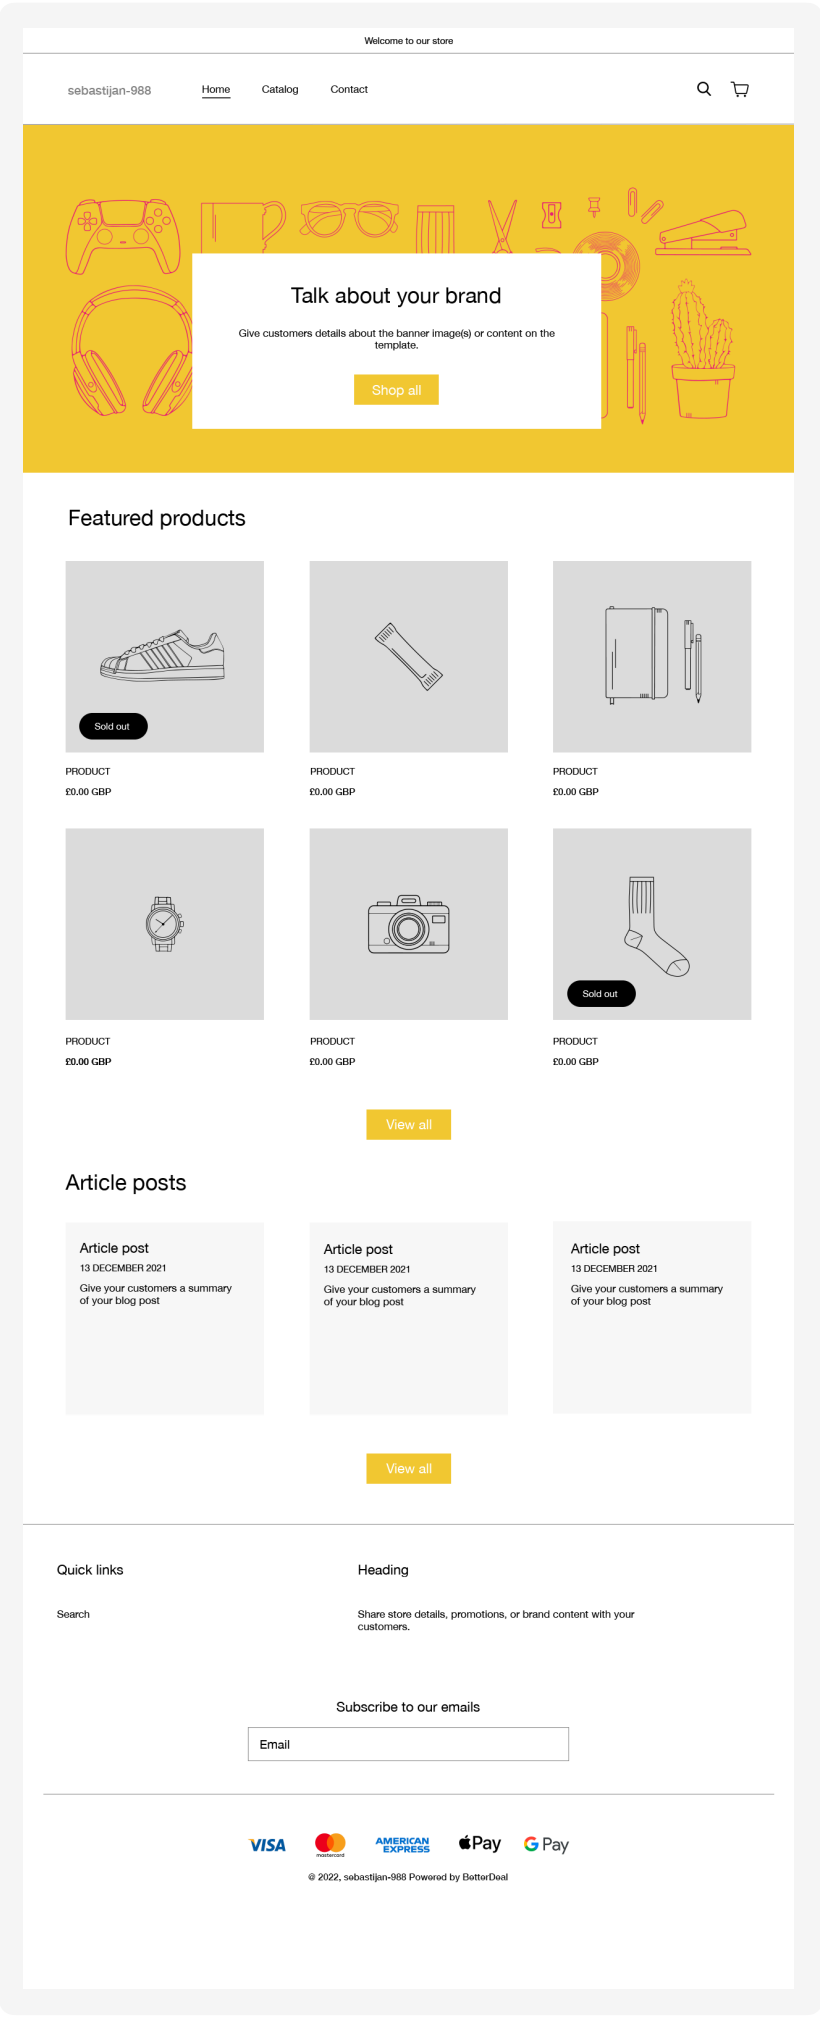 Welcome to our store
sebastijan-988
Home
Catalog
Contact
Talk about your brand
Give customers details about the banner image(s) or content on the
template.
Shop all
Featured products
Sold out
PRODUCT
£0.00 GBP
PRODUCT
£0.00 GBP
PRODUCT
£0.00 GBP
PRODUCT
£0.00 GBP
PRODUCT
£0.00 GBP
Sold out
PRODUCT
£0.00 GBP
View all
Article posts
Article post
13 DECEMBER 2021
Give your customers a summary
of your blog post
Article post
13 DECEMBER 2021
Give your customers a summary
of your blog post
Article post
13 DECEMBER 2021
Give your customers a summary
of your blog post
View all
Quick links
Search
Heading
Share store details, promotions, or brand content with your
customers.
Subscribe to our emails
Email
VISA
mastercard
AMERICAN
EXPRESS
Pay
G Pay
@ 2022, sebastijan-988 Powered by BetterDeal